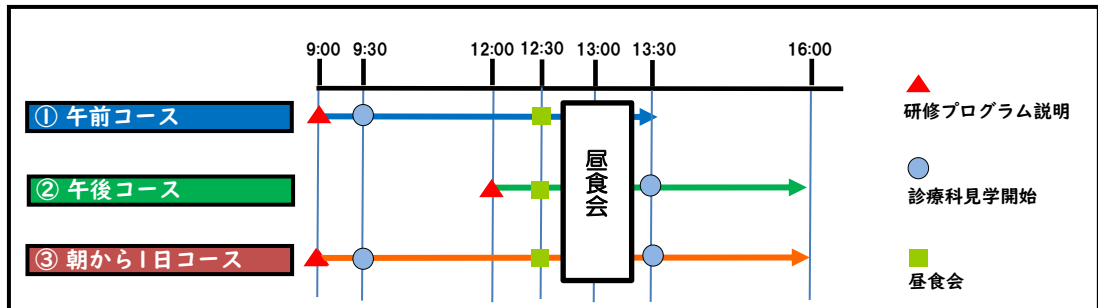 9:00 9:30 12:00 12:30 13:00 13:30 16:00
① 午前コース
② 午後コース
③ 朝から1日コース
昼食会
研修プログラム説明
診療科見学開始
昼食会